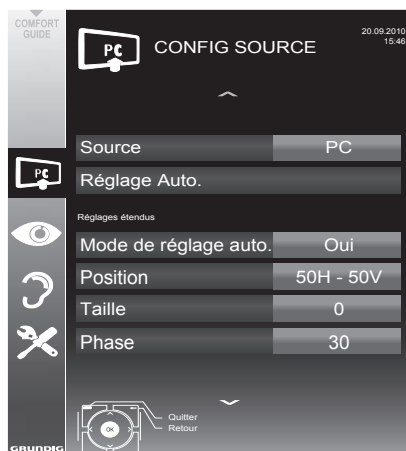 COMFORT
GUIDE
PC
CONFIG SOURCE
20.09.2010
15:46
Source PC
Réglage Auto.
PC
Réglages étendus
Mode de réglage auto. Oui
Position 50H - 50V
Taille 0
Phase 30
Quitter
Retour
OK
GRUNDIG